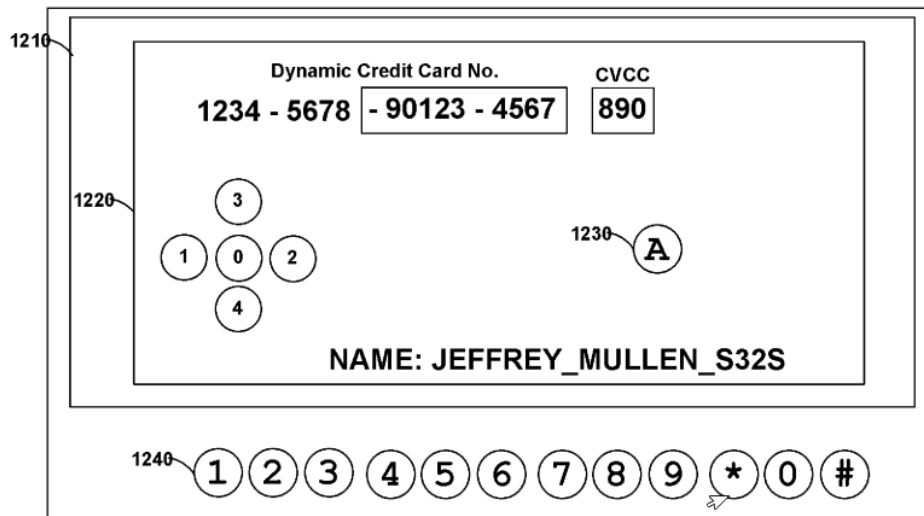 1210
Dynamic Credit Card No. CVCC
1234 - 5678 - 90123 - 4567 890
1220
3
1230 A
1 0 2
4
NAME: JEFFREY_MULLEN_S32S
1240 1 2 3 4 5 6 7 8 9 * 0 #